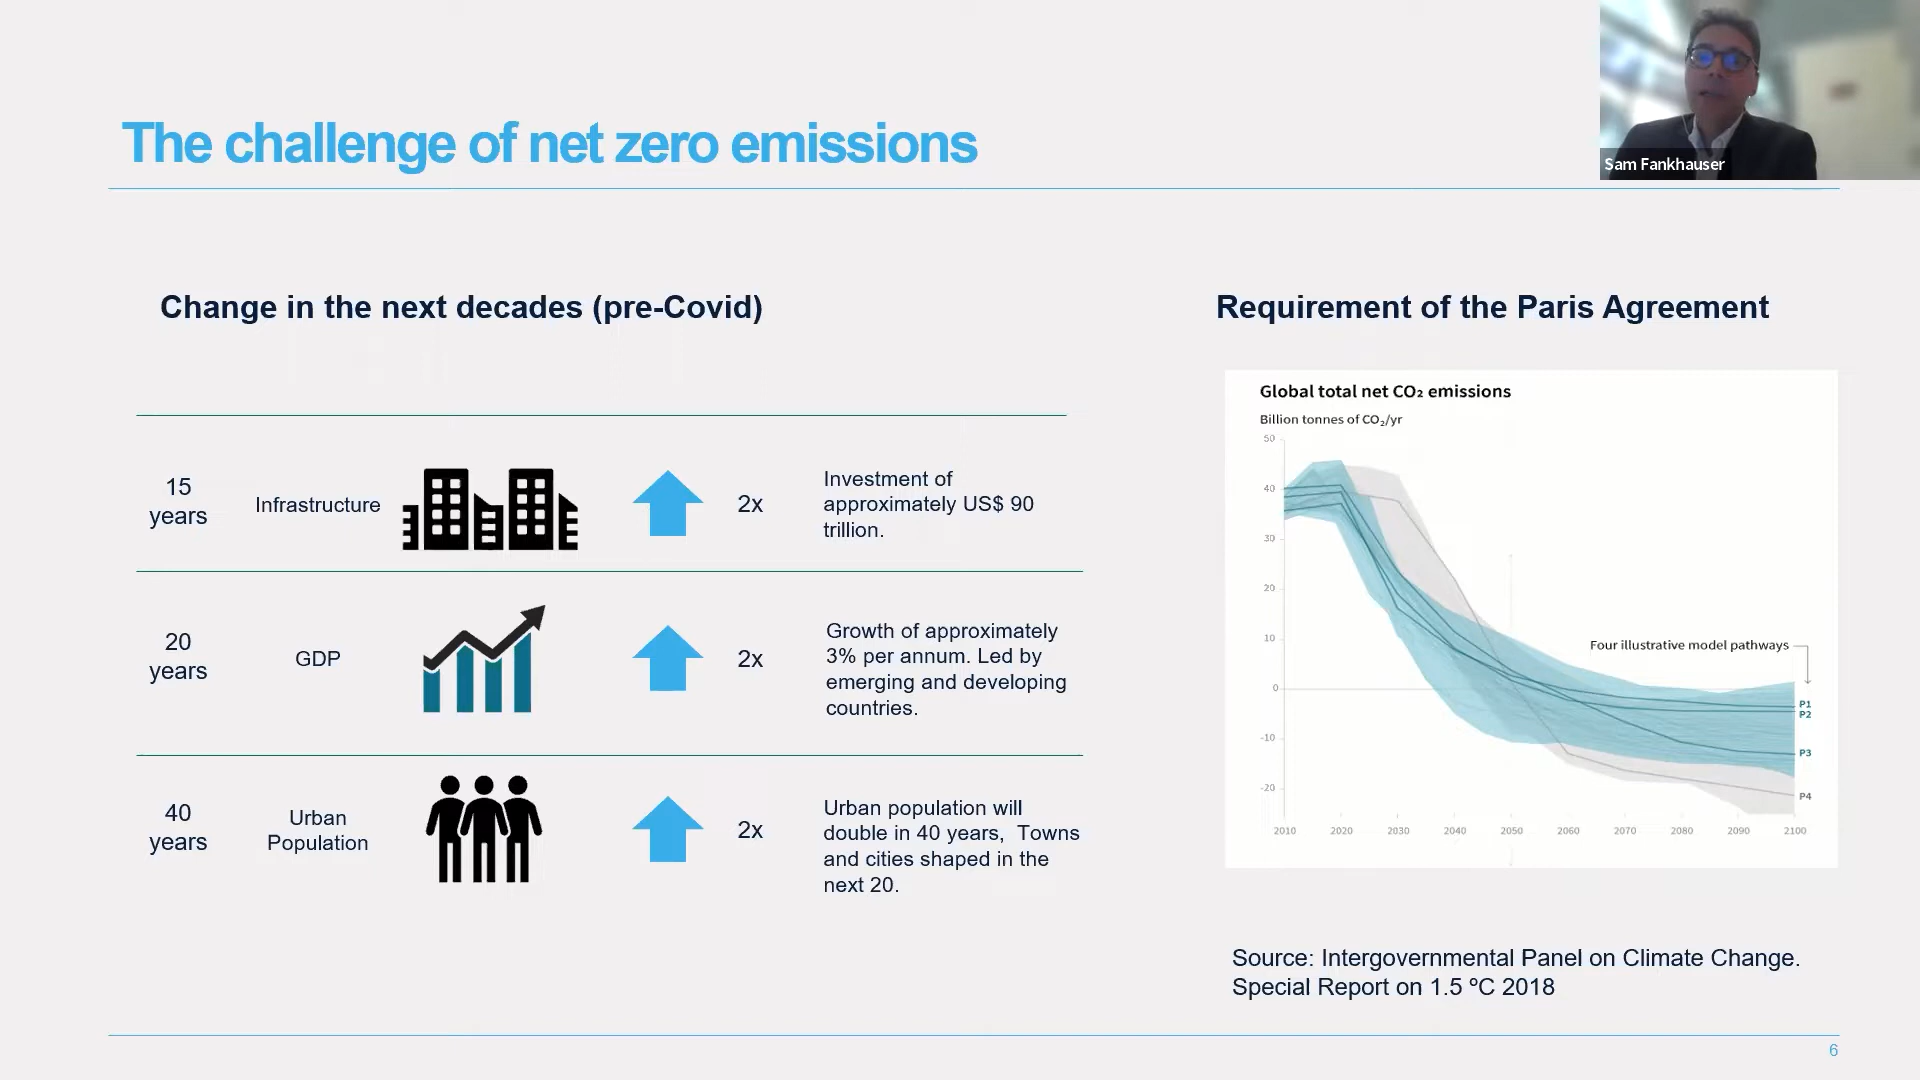 The challenge of net zero emissions
Sam Fankhauser
Change in the next decades (pre-Covid)
15
years
Infrastructure
2x
Investment of
approximately US$ 90
trillion.
20
years
GDP
2x
Growth of approximately
3% per annum. Led by
emerging and developing
countries.
40
years
Urban
Population
2x
Urban population will
double in 40 years,  Towns
and cities shaped in the
next 20.
Requirement of the Paris Agreement
Global total net CO₂ emissions
Billion tonnes of CO₂/yr
50
40
30
20
10
0
-10
-20
Four illustrative model pathways
P1
P2
P3
P4
2010 2020 2030 2040 2050 2060 2070 2080 2090 2100
Source: Intergovernmental Panel on Climate Change.
Special Report on 1.5 ºC 2018
6